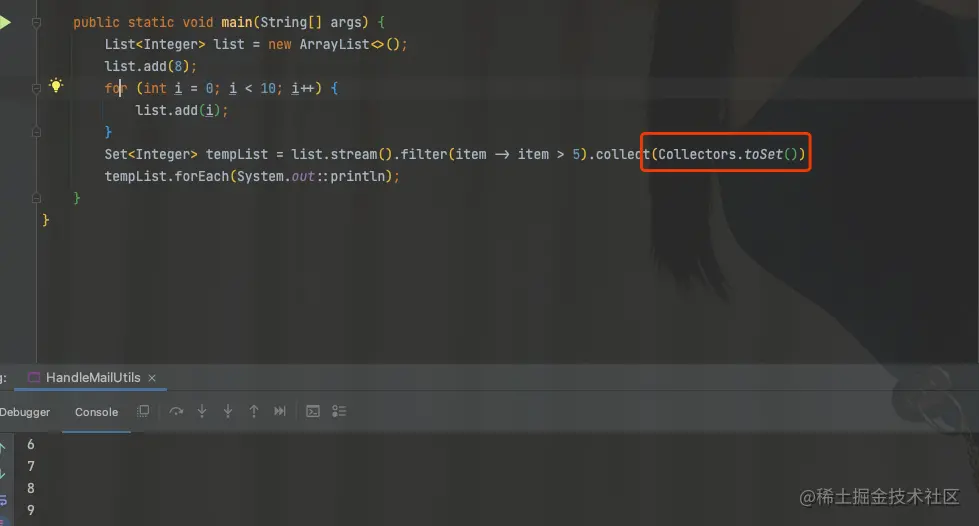 public static void main(String[] args) {
List<Integer> list = new ArrayList<>();
list.add(8);
for (int i = 0; i < 10; i++) {
list.add(i);
}
Set<Integer> tempList = list.stream().filter(item -> item > 5).collect(Collectors.toSet())
tempList.forEach(System.out::println);
}
}
g: HandleMailUtils ×
Debugger Console
6
7
8
9
@稀土掘金技术社区